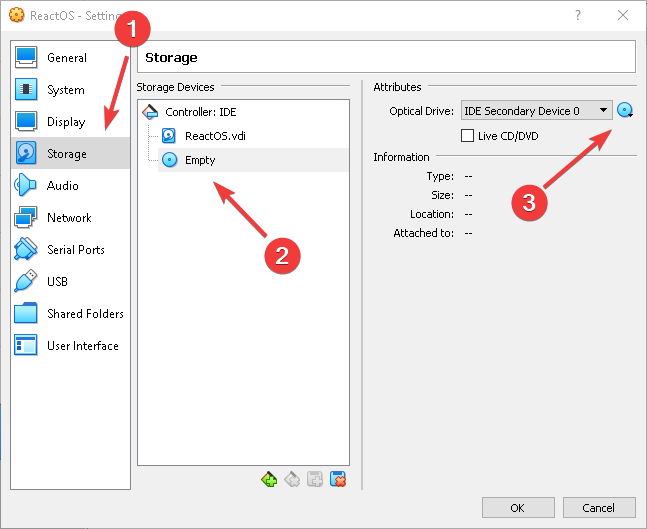 ReactOS - Setting
?
1
General
System
Display
Storage
Audio
Network
Serial Ports
USB
Shared Folders
User Interface
Storage
Storage Devices
Controller: IDE
ReactOS.vdi
Empty
2
Attributes
Optical Drive: IDE Secondary Device 0
Live CD/DVD
3
Information
Type: --
Size: --
Location: --
Attached to: --
OK
Cancel